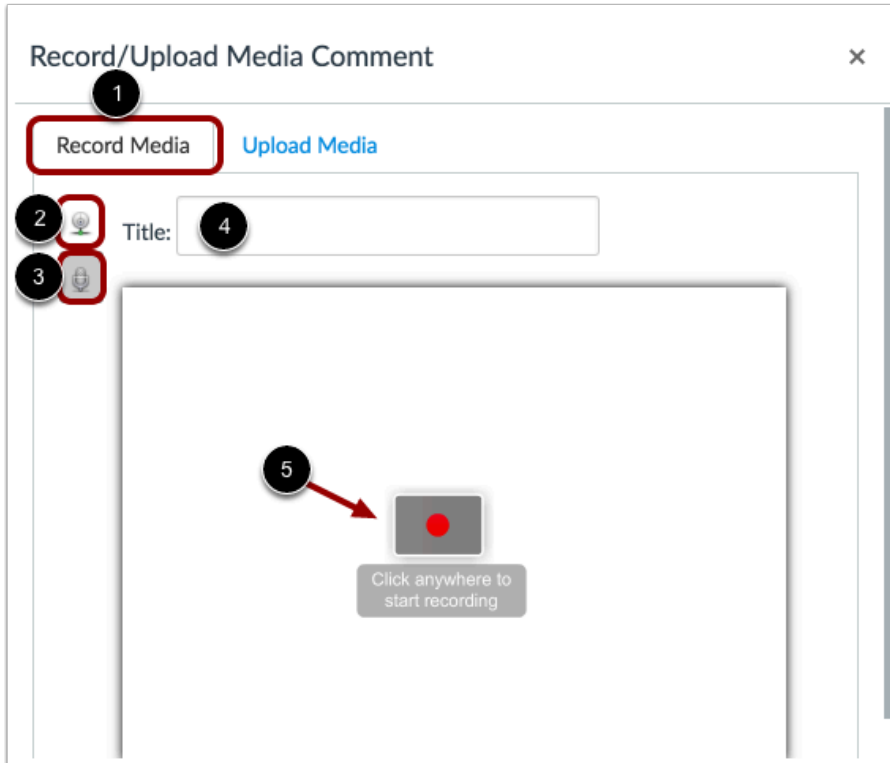 Record/Upload Media Comment ×
1
Record Media Upload Media
2
Title: 4
3
5
Click anywhere to
start recording